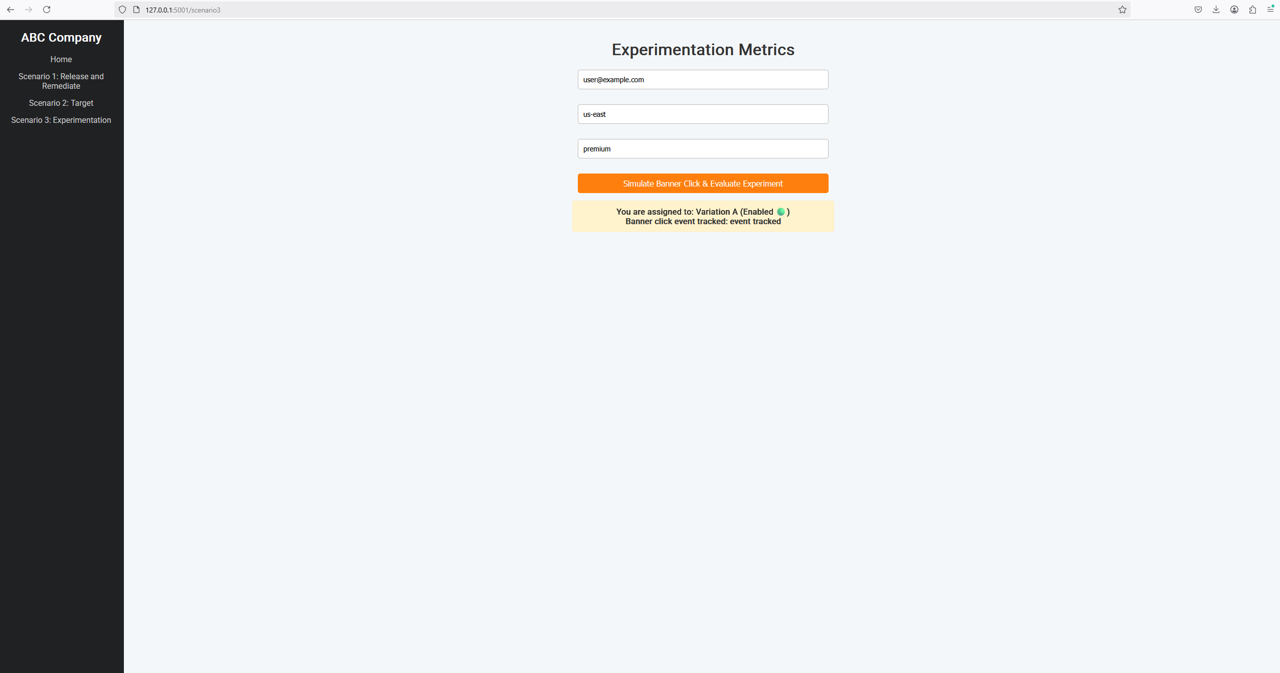 127.0.0.1:5001/scenario3
ABC Company
Home
Scenario 1: Release and
Remediate
Scenario 2: Target
Scenario 3: Experimentation
Experimentation Metrics
user@example.com
us-east
premium
Simulate Banner Click & Evaluate Experiment
You are assigned to: Variation A (Enabled 🟢 )
Banner click event tracked: event tracked